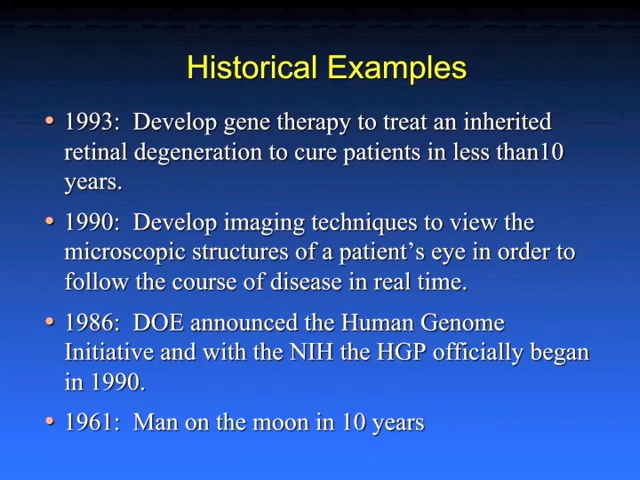 Historical Examples
• 1993:  Develop gene therapy to treat an inherited
retinal degeneration to cure patients in less than10
years.
• 1990:  Develop imaging techniques to view the
microscopic structures of a patient’s eye in order to
follow the course of disease in real time.
• 1986:  DOE announced the Human Genome
Initiative and with the NIH the HGP officially began
in 1990.
• 1961:  Man on the moon in 10 years